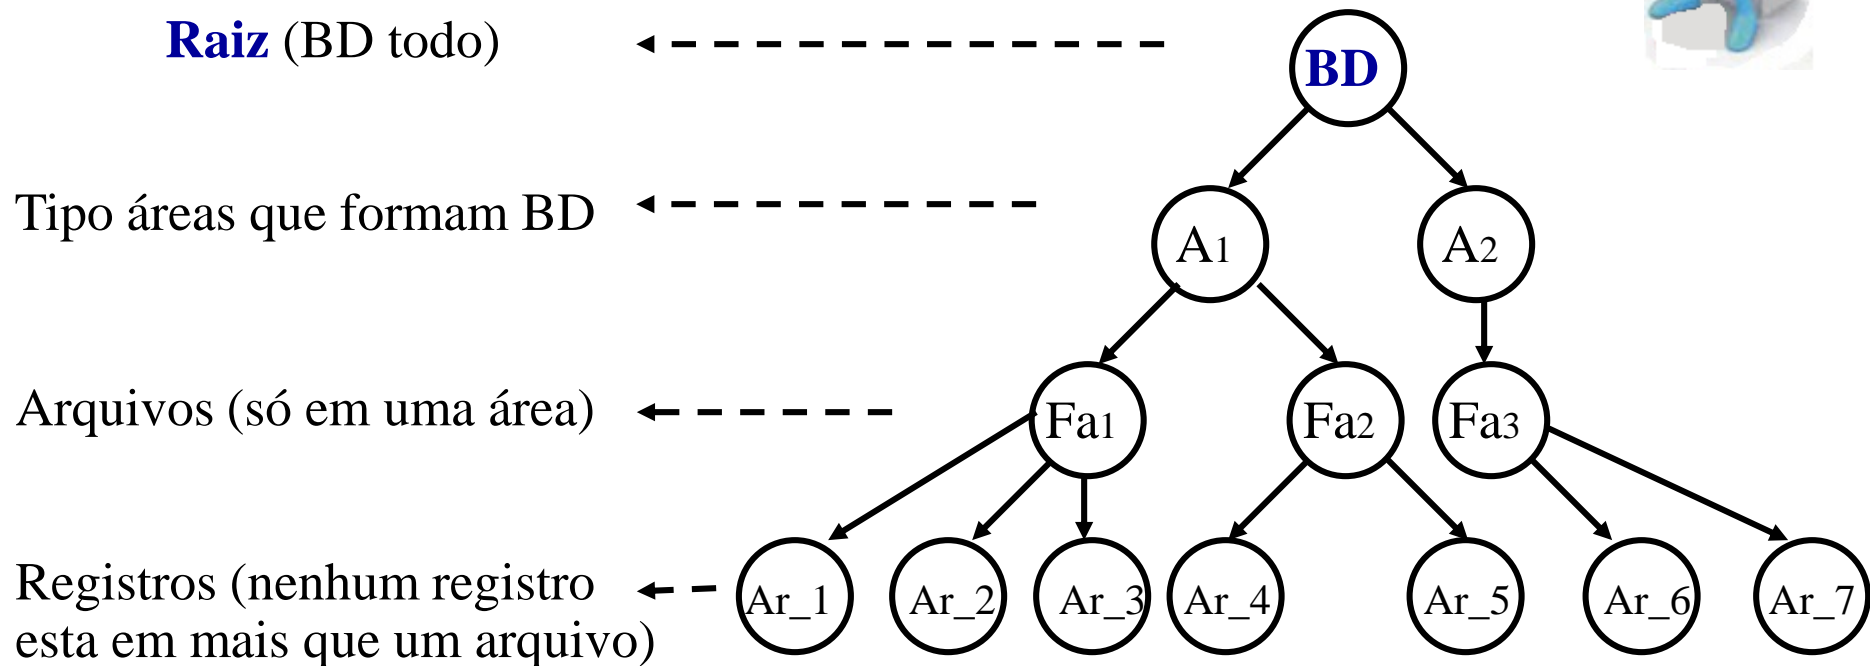 Raiz (BD todo)
BD
Tipo áreas que formam BD
A1
A2
Arquivos (só em uma área)
Fa1
Fa2
Fa3
Registros (nenhum registro
esta em mais que um arquivo)
Ar_1
Ar_2
Ar_3
Ar_4
Ar_5
Ar_6
Ar_7